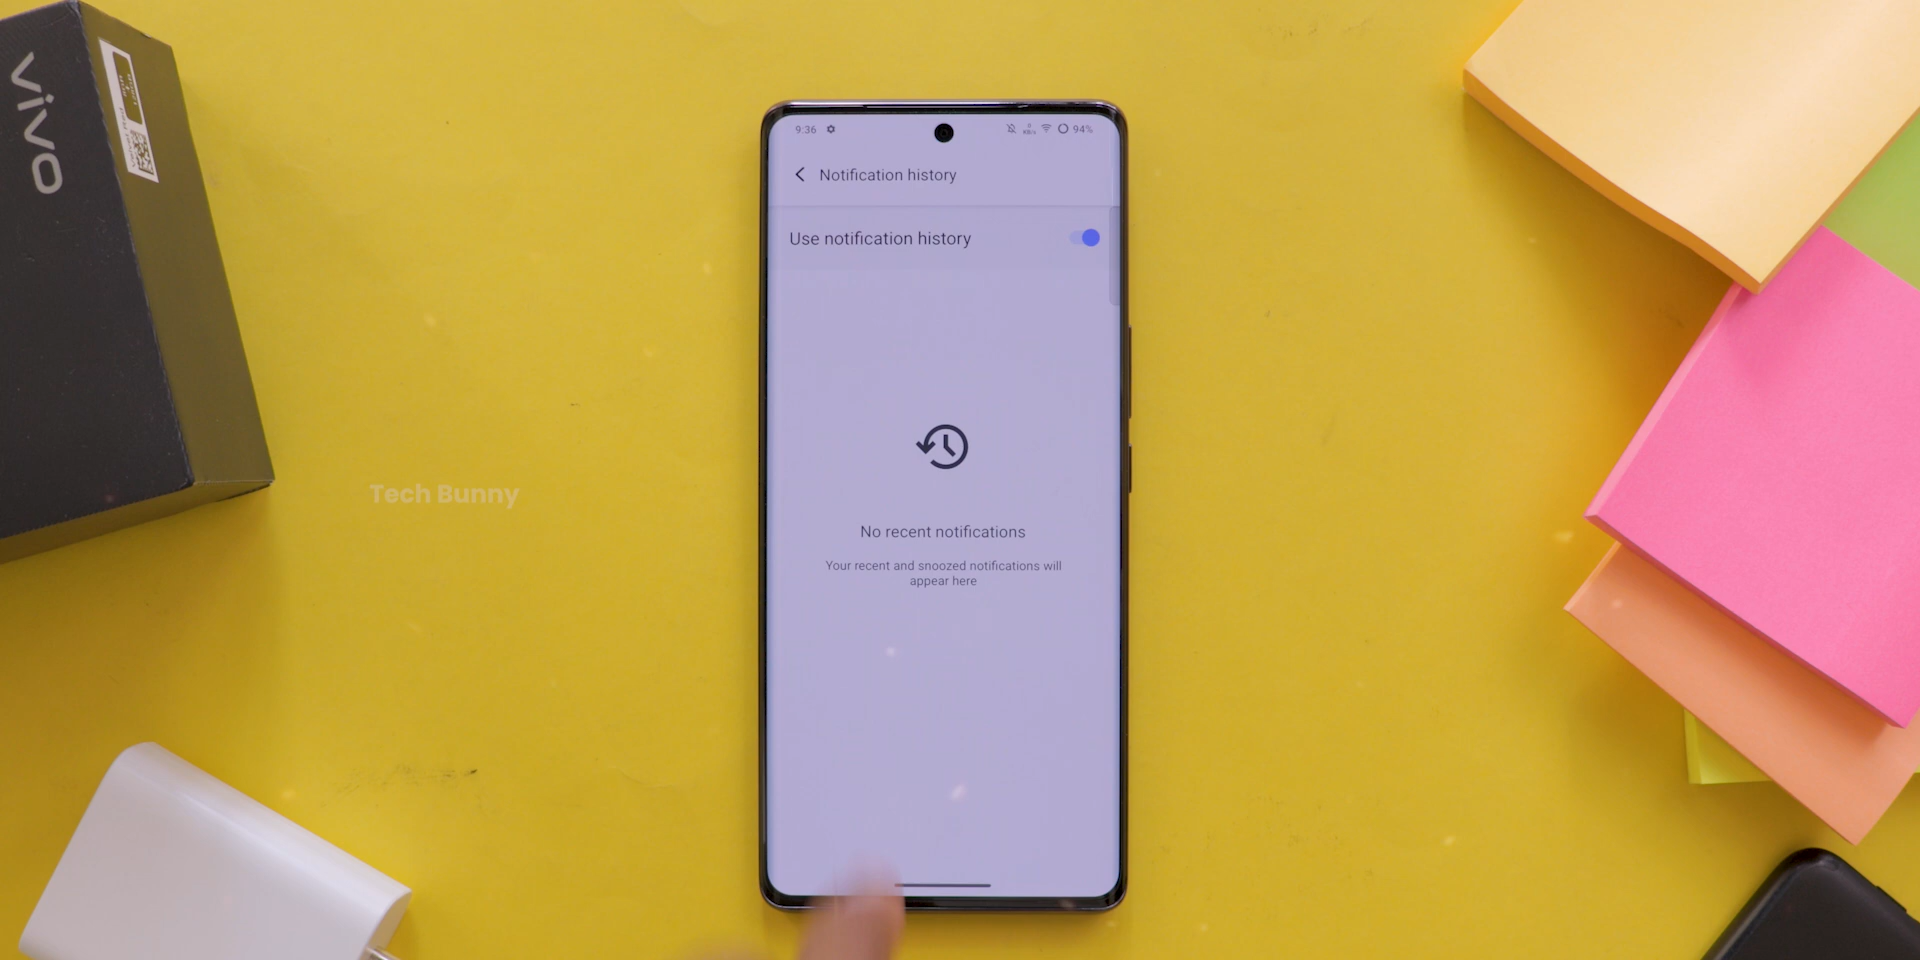 vivo
9:36
KB/s
94%
Notification history
Use notification history
Tech Bunny
No recent notifications
Your recent and snoozed notifications will
appear here